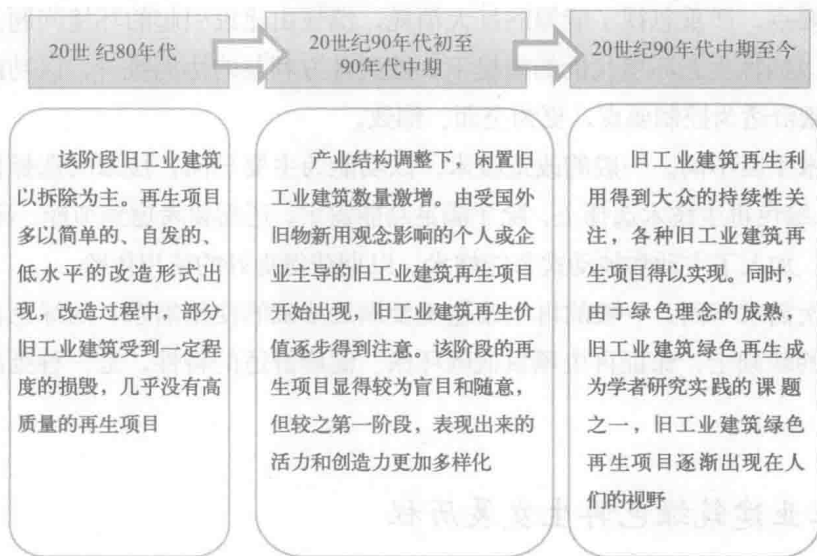 20世纪80年代
20世纪90年代初至
90年代中期
20世纪90年代中期至今
该阶段旧工业建筑
以拆除为主。再生项目
多以简单的、自发的、
低水平的改造形式出
现，改造过程中，部分
旧工业建筑受到一定程
度的损毁，几乎没有高
质量的再生项目
产业结构调整下，闲置旧
工业建筑数量激增。由受国外
旧物新用观念影响的个人或企
业主导的旧工业建筑再生项目
开始出现，旧工业建筑再生价
值逐步得到注意。该阶段的再
生项目显得较为盲目和随意，
但较之第一阶段，表现出来的
活力和创造力更加多样化
旧工业建筑再生利
用得到大众的持续性关
注，各种旧工业建筑再
生项目得以实现。同时，
由于绿色理念的成熟，
旧工业建筑绿色再生成
为学者研究实践的课题
之一，旧工业建筑绿色
再生项目逐渐出现在人
们的视野